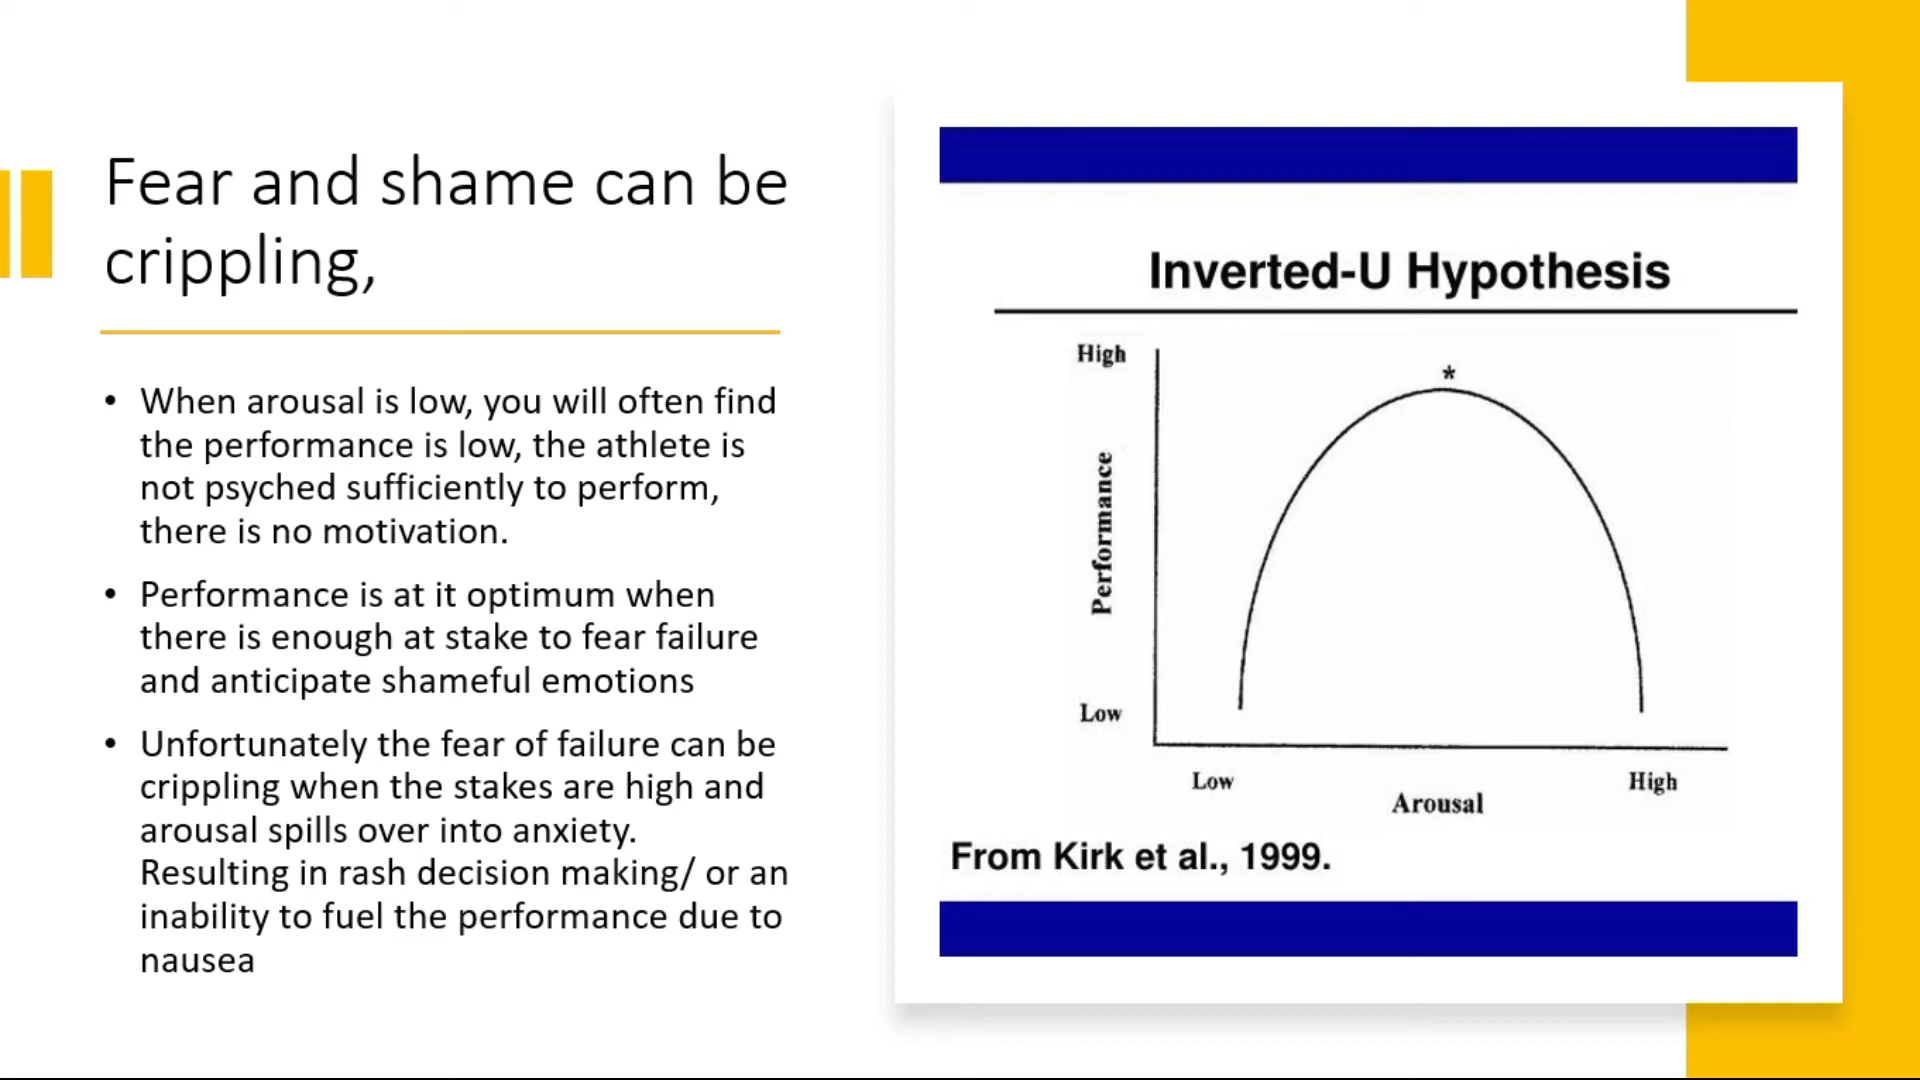 Fear and shame can be
crippling,
• When arousal is low, you will often find
the performance is low, the athlete is
not psyched sufficiently to perform,
there is no motivation.
• Performance is at it optimum when
there is enough at stake to fear failure
and anticipate shameful emotions
• Unfortunately the fear of failure can be
crippling when the stakes are high and
arousal spills over into anxiety.
Resulting in rash decision making/ or an
inability to fuel the performance due to
nausea
Inverted-U Hypothesis
High
*
Performance
Low
Low
High
Arousal
From Kirk et al., 1999.